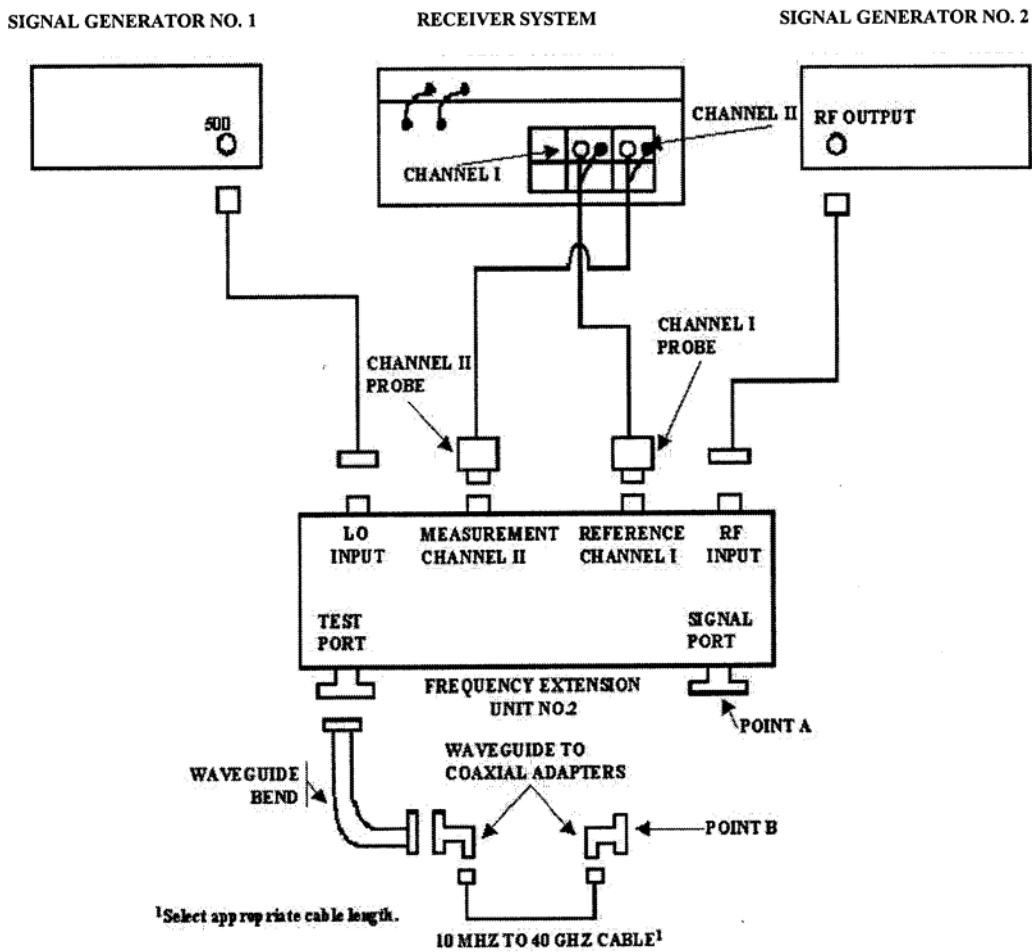 SIGNAL GENERATOR NO. 1
RECEIVER SYSTEM
SIGNAL GENERATOR NO. 2
50Ω
CHANNEL I
CHANNEL II
RF OUTPUT
CHANNEL II
PROBE
CHANNEL I
PROBE
LO
INPUT
MEASUREMENT
CHANNEL II
REFERENCE
CHANNEL I
RF
INPUT
TEST
PORT
SIGNAL
PORT
FREQUENCY EXTENSION
UNIT NO.2
POINT A
WAVEGUIDE
BEND
WAVEGUIDE TO
COAXIAL ADAPTERS
POINT B
1Select appropriate cable length.
10 MHZ TO 40 GHZ CABLE1